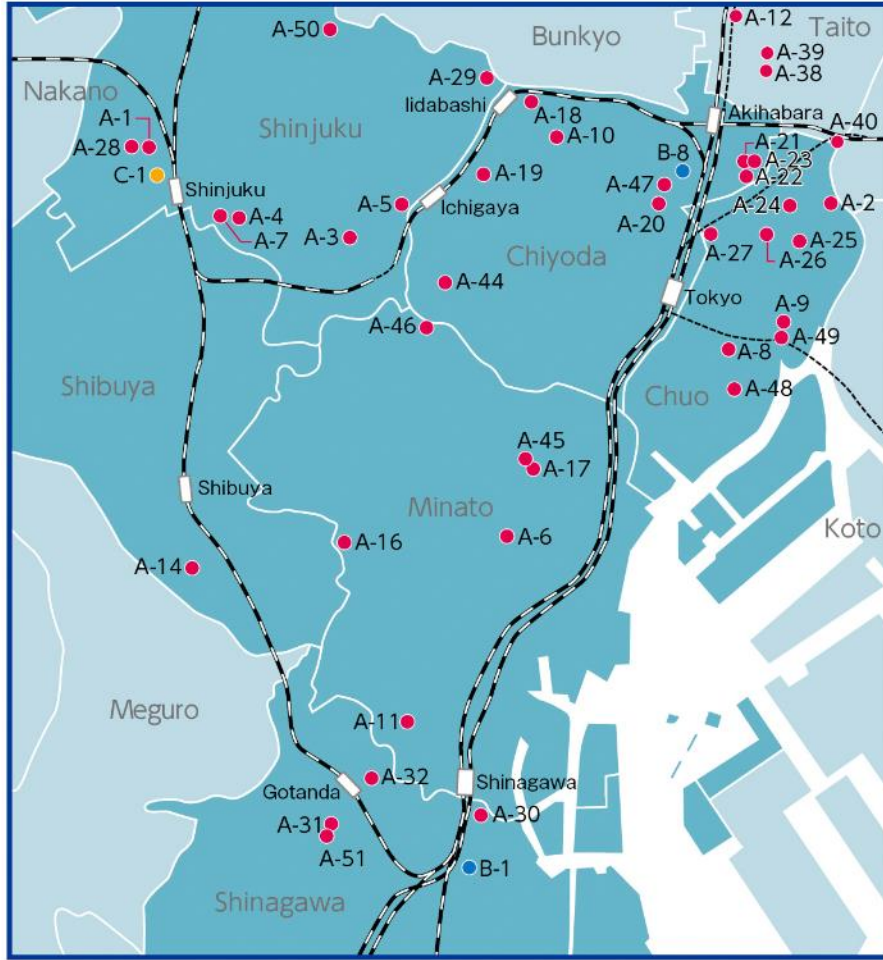 A-50
Bunkyo
A-12
Taito
A-39
A-38
Nakano
A-29
Iidabashi
A-18
Akihabara
A-1
Shinjuku
A-10
A-40
A-28
A-21
A-23
A-22
B-8
C-1
A-19
A-47
Shinjuku
A-5
Ichigaya
A-20
A-24
A-2
A-4
A-7
A-3
Chiyoda
A-27
A-25
A-26
A-44
Tokyo
A-9
A-46
A-49
A-8
Shibuya
Chuo
A-48
A-45
A-17
Shibuya
Minato
Koto
A-16
A-6
A-14
Meguro
A-11
A-32
Shinagawa
Gotanda
A-30
A-31
A-51
B-1
Shinagawa